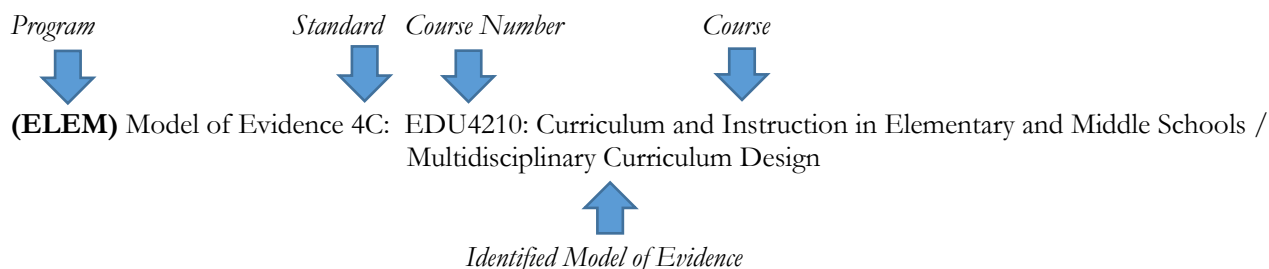 Program Standard Course Number Course
(ELEM) Model of Evidence 4C: EDU4210: Curriculum and Instruction in Elementary and Middle Schools /
Multidisciplinary Curriculum Design
Identified Model of Evidence